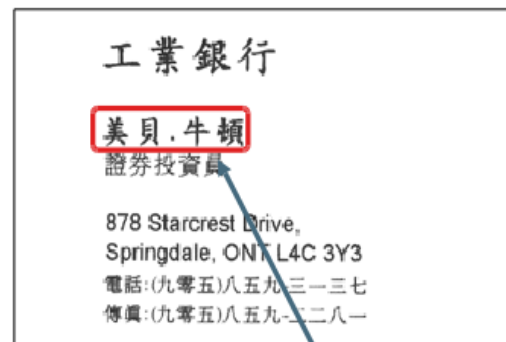 工業銀行
美貝.牛頓
證券投資員
878 Starcrest Drive,
Springdale, ONT L4C 3Y3
電話:(九零五)八五九-三一三七
傳眞:(九零五)八五九-二二八一